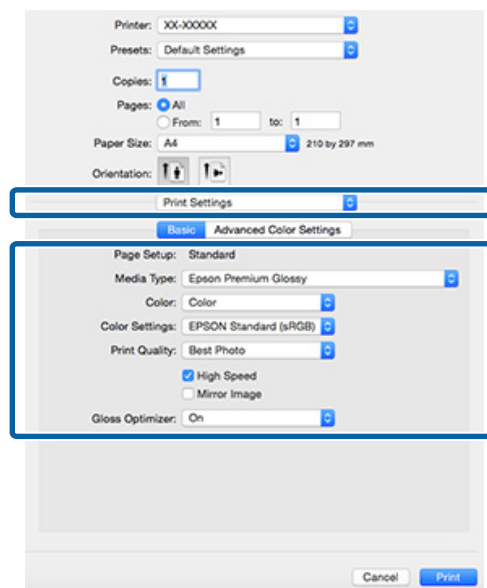 Printer: XX-XXXXX
Presets: Default Settings
Copies: 1
Pages: All
From: 1 to: 1
Paper Size: A4 210 by 297 mm
Orientation:
Print Settings
Basic Advanced Color Settings
Page Setup: Standard
Media Type: Epson Premium Glossy
Color: Color
Color Settings: EPSON Standard (sRGB)
Print Quality: Best Photo
High Speed
Mirror Image
Gloss Optimizer: On
Cancel Print